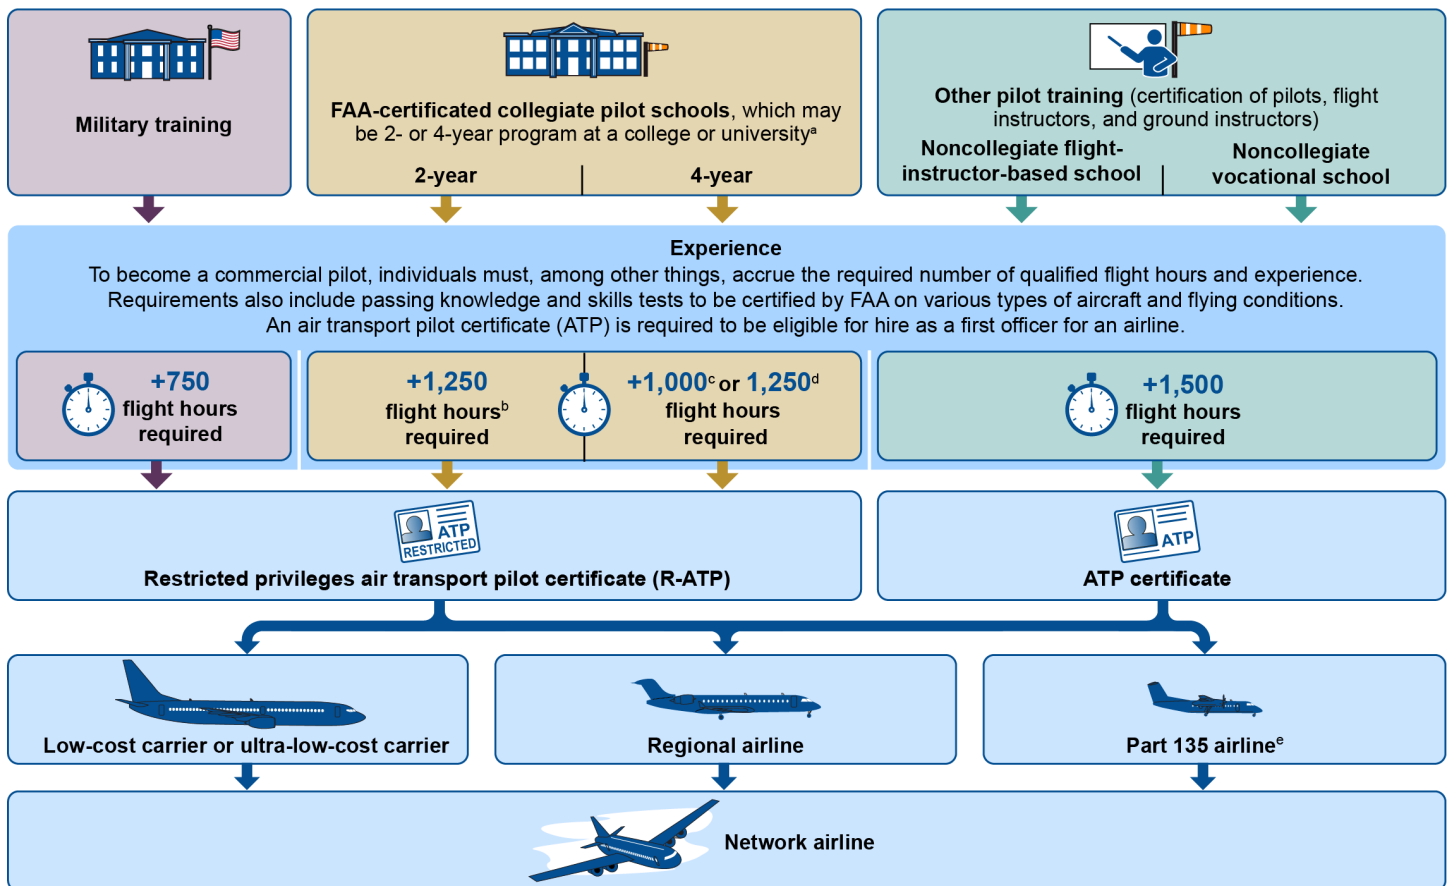 Military training
FAA-certificated collegiate pilot schools, which may
be 2- or 4-year program at a college or universityᵃ
2-year
4-year
Other pilot training (certification of pilots, flight
instructors, and ground instructors)
Noncollegiate flight-
instructor-based school
Noncollegiate
vocational school
Experience
To become a commercial pilot, individuals must, among other things, accrue the required number of qualified flight hours and experience.
Requirements also include passing knowledge and skills tests to be certified by FAA on various types of aircraft and flying conditions.
An air transport pilot certificate (ATP) is required to be eligible for hire as a first officer for an airline.
+750
flight hours
required
+1,250
flight hoursᵇ
required
+1,000ᶜ or 1,250ᵈ
flight hours
required
+1,500
flight hours
required
ATP
RESTRICTED
Restricted privileges air transport pilot certificate (R-ATP)
ATP
ATP certificate
Low-cost carrier or ultra-low-cost carrier
Regional airline
Part 135 airlineᵉ
Network airline